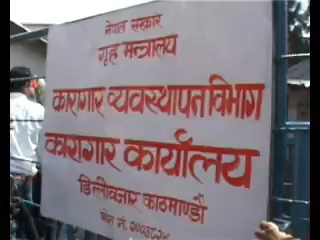 नेपाल सरकार
गृह मन्त्रालय
कारागार व्यवस्थापन विभाग
कारागार कार्यालय
डिल्लीबजार काठमाण्डौ
फोन नं.